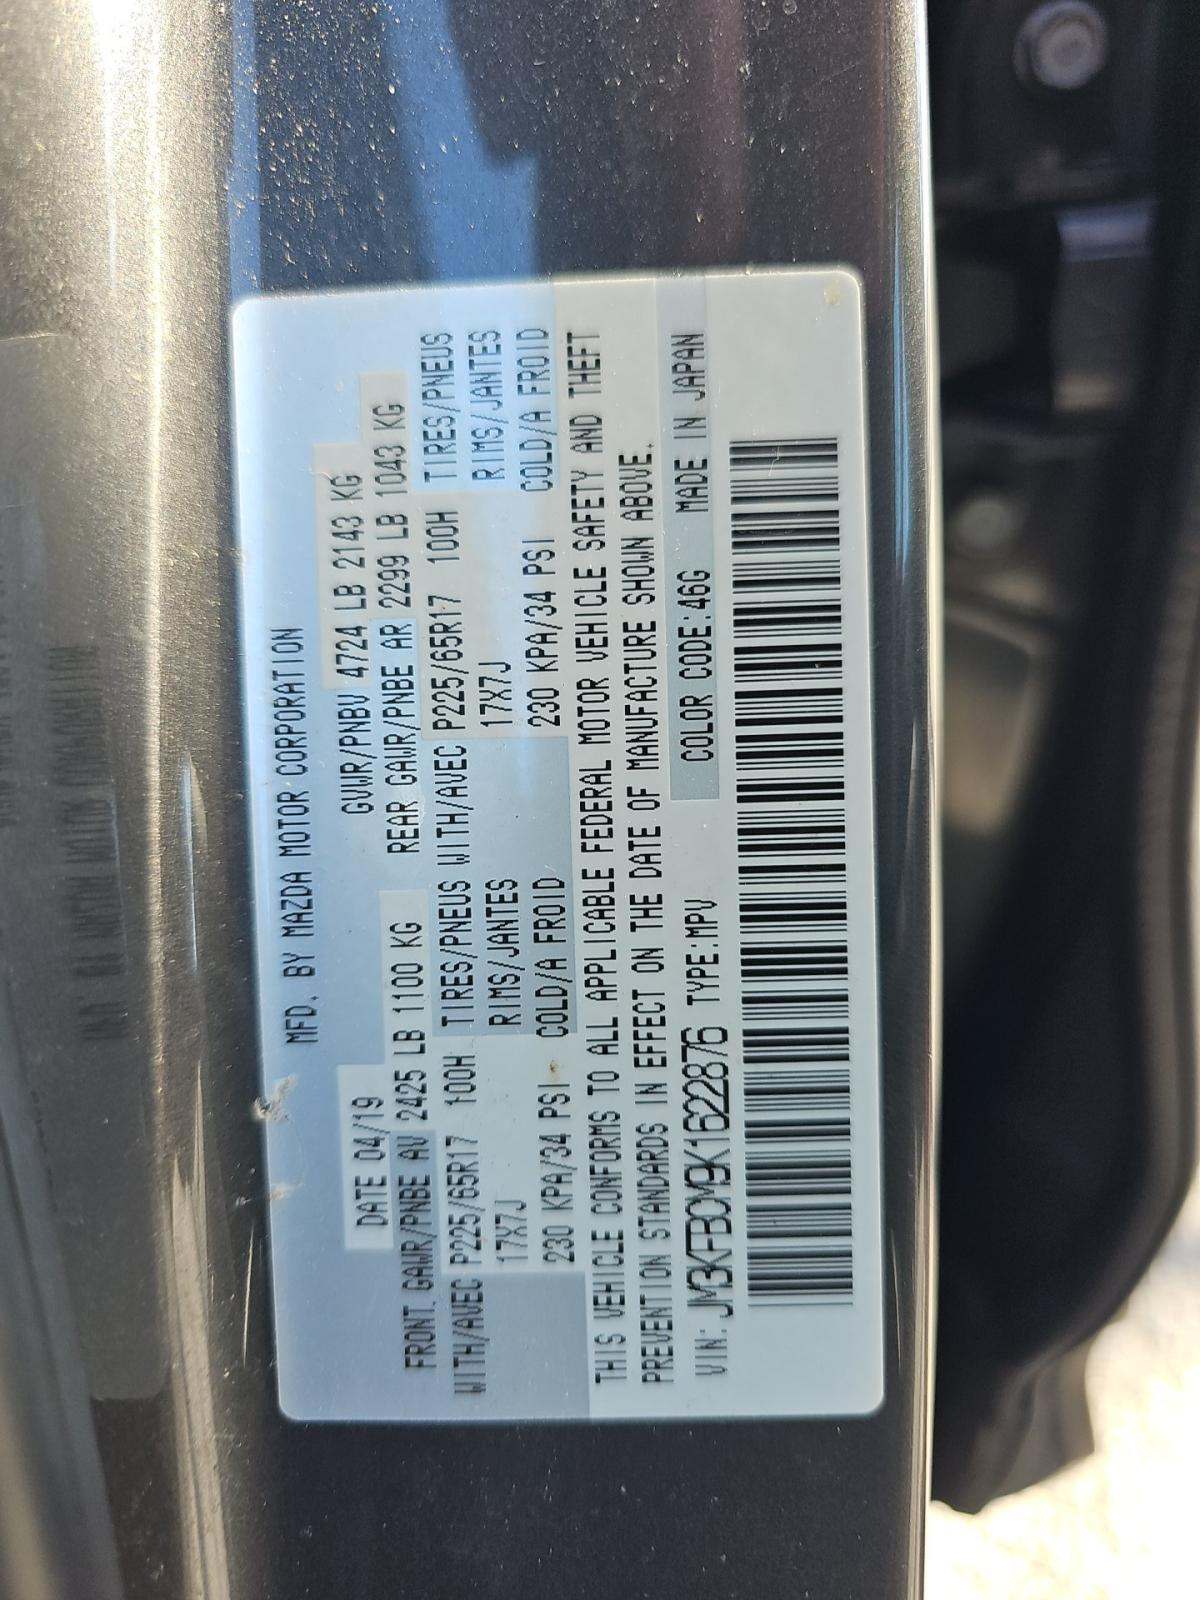 MFD. BY MAZDA MOTOR CORPORATION
DATE 04/19 GVWR/PNBV 4724 LB 2143 KG
FRONT. GAWR/PNBE AV 2425 LB 1100 KG REAR GAWR/PNBE AR 2299 LB 1043 KG
WITH/AVEC P225/65R17 100H TIRES/PNEUS WITH/AVEC P225/65R17 100H TIRES/PNEUS
17X7J RIMS/JANTES 17X7J RIMS/JANTES
230 KPA/34 PSI COLD/A FROID 230 KPA/34 PSI COLD/A FROID
THIS VEHICLE CONFORMS TO ALL APPLICABLE FEDERAL MOTOR VEHICLE SAFETY AND THEFT
PREVENTION STANDARDS IN EFFECT ON THE DATE OF MANUFACTURE SHOWN ABOVE.
VIN: JM3KFBCM9K1622876 TYPE:MPV COLOR CODE:46G MADE IN JAPAN